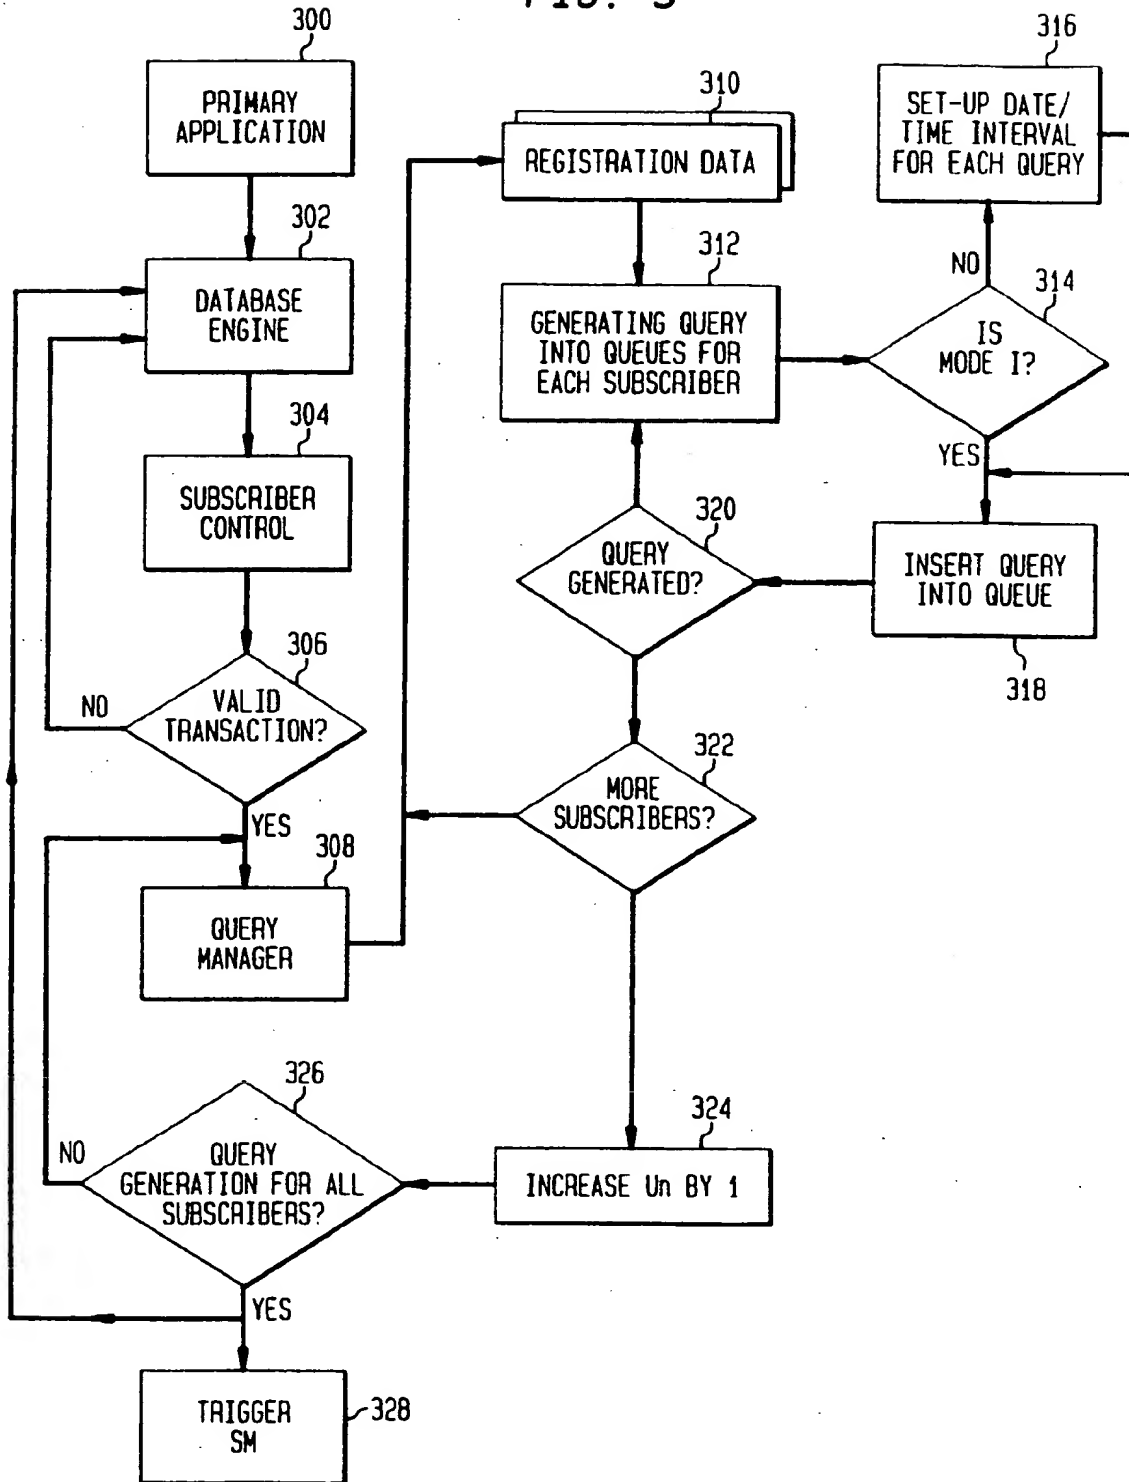 FIG. 3
300
PRIMARY
APPLICATION
302
DATABASE
ENGINE
304
SUBSCRIBER
CONTROL
306
VALID
TRANSACTION?
NO
YES
308
QUERY
MANAGER
310
REGISTRATION DATA
312
GENERATING QUERY
INTO QUEUES FOR
EACH SUBSCRIBER
314
IS
MODE I?
NO
YES
316
SET-UP DATE/
TIME INTERVAL
FOR EACH QUERY
INSERT QUERY
INTO QUEUE
318
320
QUERY
GENERATED?
322
MORE
SUBSCRIBERS?
324
INCREASE Un BY 1
326
QUERY
GENERATION FOR ALL
SUBSCRIBERS?
NO
YES
TRIGGER
SM
328